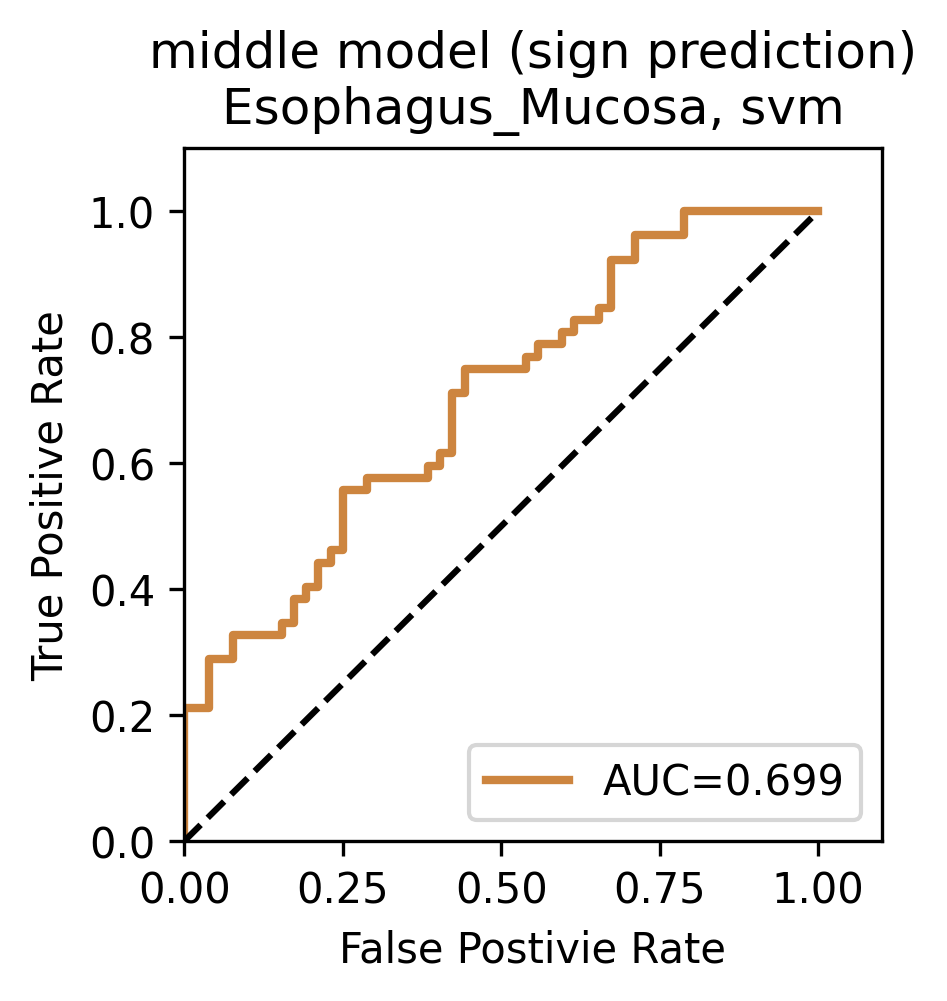 middle model (sign prediction)
Esophagus_Mucosa, svm
True Positive Rate
1.0
0.8
0.6
0.4
0.2
0.0
AUC=0.699
0.00 0.25 0.50 0.75 1.00
False Postivie Rate